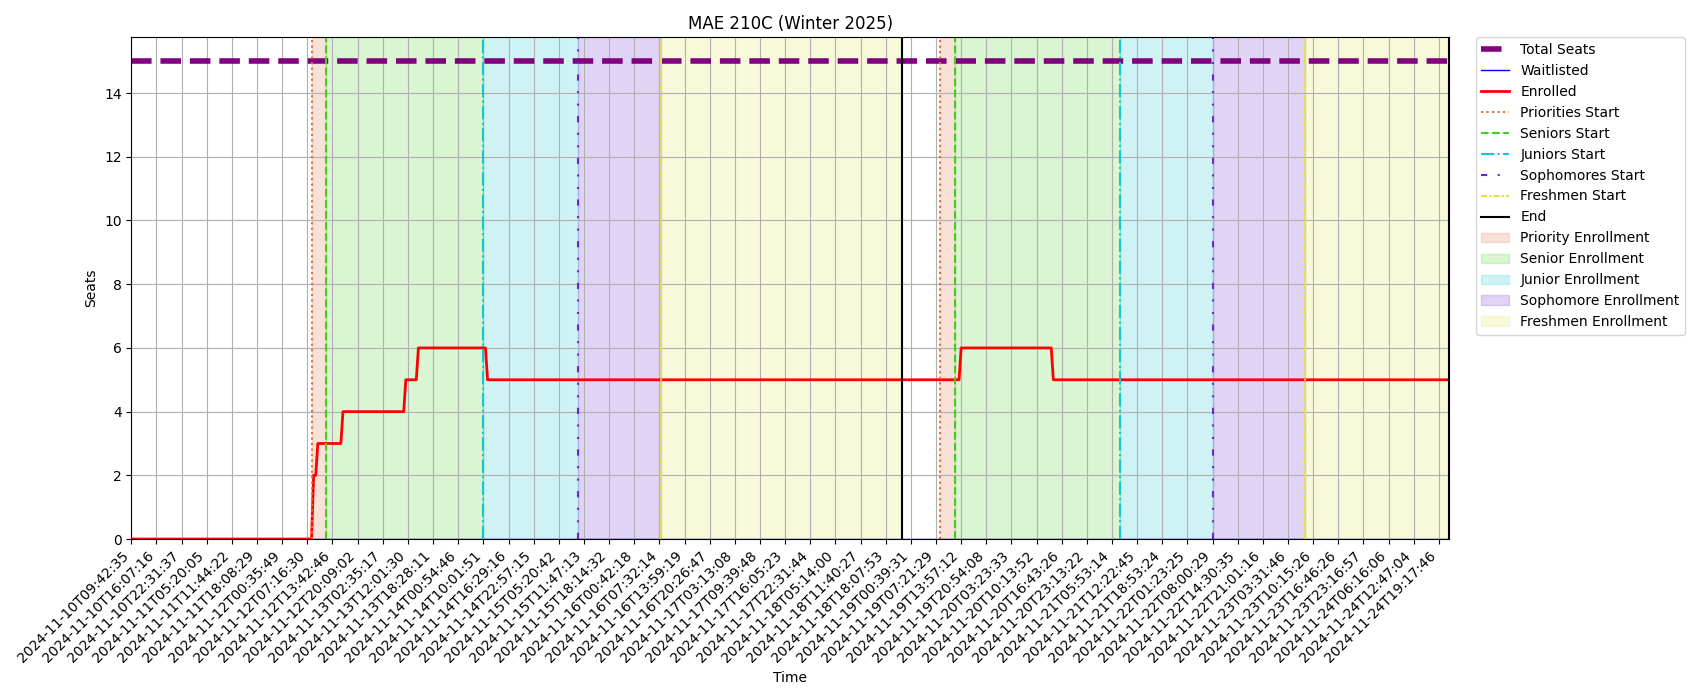 MAE 210C (Winter 2025)
Seats
14
12
10
8
6
4
2
0
2024-11-10T09:42:35
2024-11-10T16:07:16
2024-11-10T22:31:37
2024-11-11T05:20:05
2024-11-11T11:44:22
2024-11-11T18:08:29
2024-11-12T00:35:49
2024-11-12T07:16:30
2024-11-12T13:42:46
2024-11-12T20:09:02
2024-11-13T02:35:17
2024-11-13T12:01:30
2024-11-13T18:28:11
2024-11-14T00:54:46
2024-11-14T10:01:51
2024-11-14T16:29:16
2024-11-14T22:57:15
2024-11-15T05:20:42
2024-11-15T11:47:13
2024-11-15T18:14:32
2024-11-16T00:42:18
2024-11-16T07:32:14
2024-11-16T13:59:19
2024-11-16T20:26:47
2024-11-17T03:13:08
2024-11-17T09:39:48
2024-11-17T16:05:23
2024-11-17T22:31:44
2024-11-18T05:14:00
2024-11-18T11:40:27
2024-11-18T18:07:53
2024-11-19T00:39:31
2024-11-19T07:21:29
2024-11-19T13:57:12
2024-11-19T20:54:08
2024-11-20T03:23:33
2024-11-20T10:13:52
2024-11-20T16:43:26
2024-11-20T23:13:22
2024-11-21T05:53:14
2024-11-21T12:22:45
2024-11-21T18:53:24
2024-11-22T01:23:25
2024-11-22T08:00:29
2024-11-22T14:30:35
2024-11-22T21:01:16
2024-11-23T03:31:46
2024-11-23T10:15:26
2024-11-23T16:46:26
2024-11-23T23:16:57
2024-11-24T06:16:06
2024-11-24T12:47:04
2024-11-24T19:17:46
Time
Total Seats
Waitlisted
Enrolled
Priorities Start
Seniors Start
Juniors Start
Sophomores Start
Freshmen Start
End
Priority Enrollment
Senior Enrollment
Junior Enrollment
Sophomore Enrollment
Freshmen Enrollment